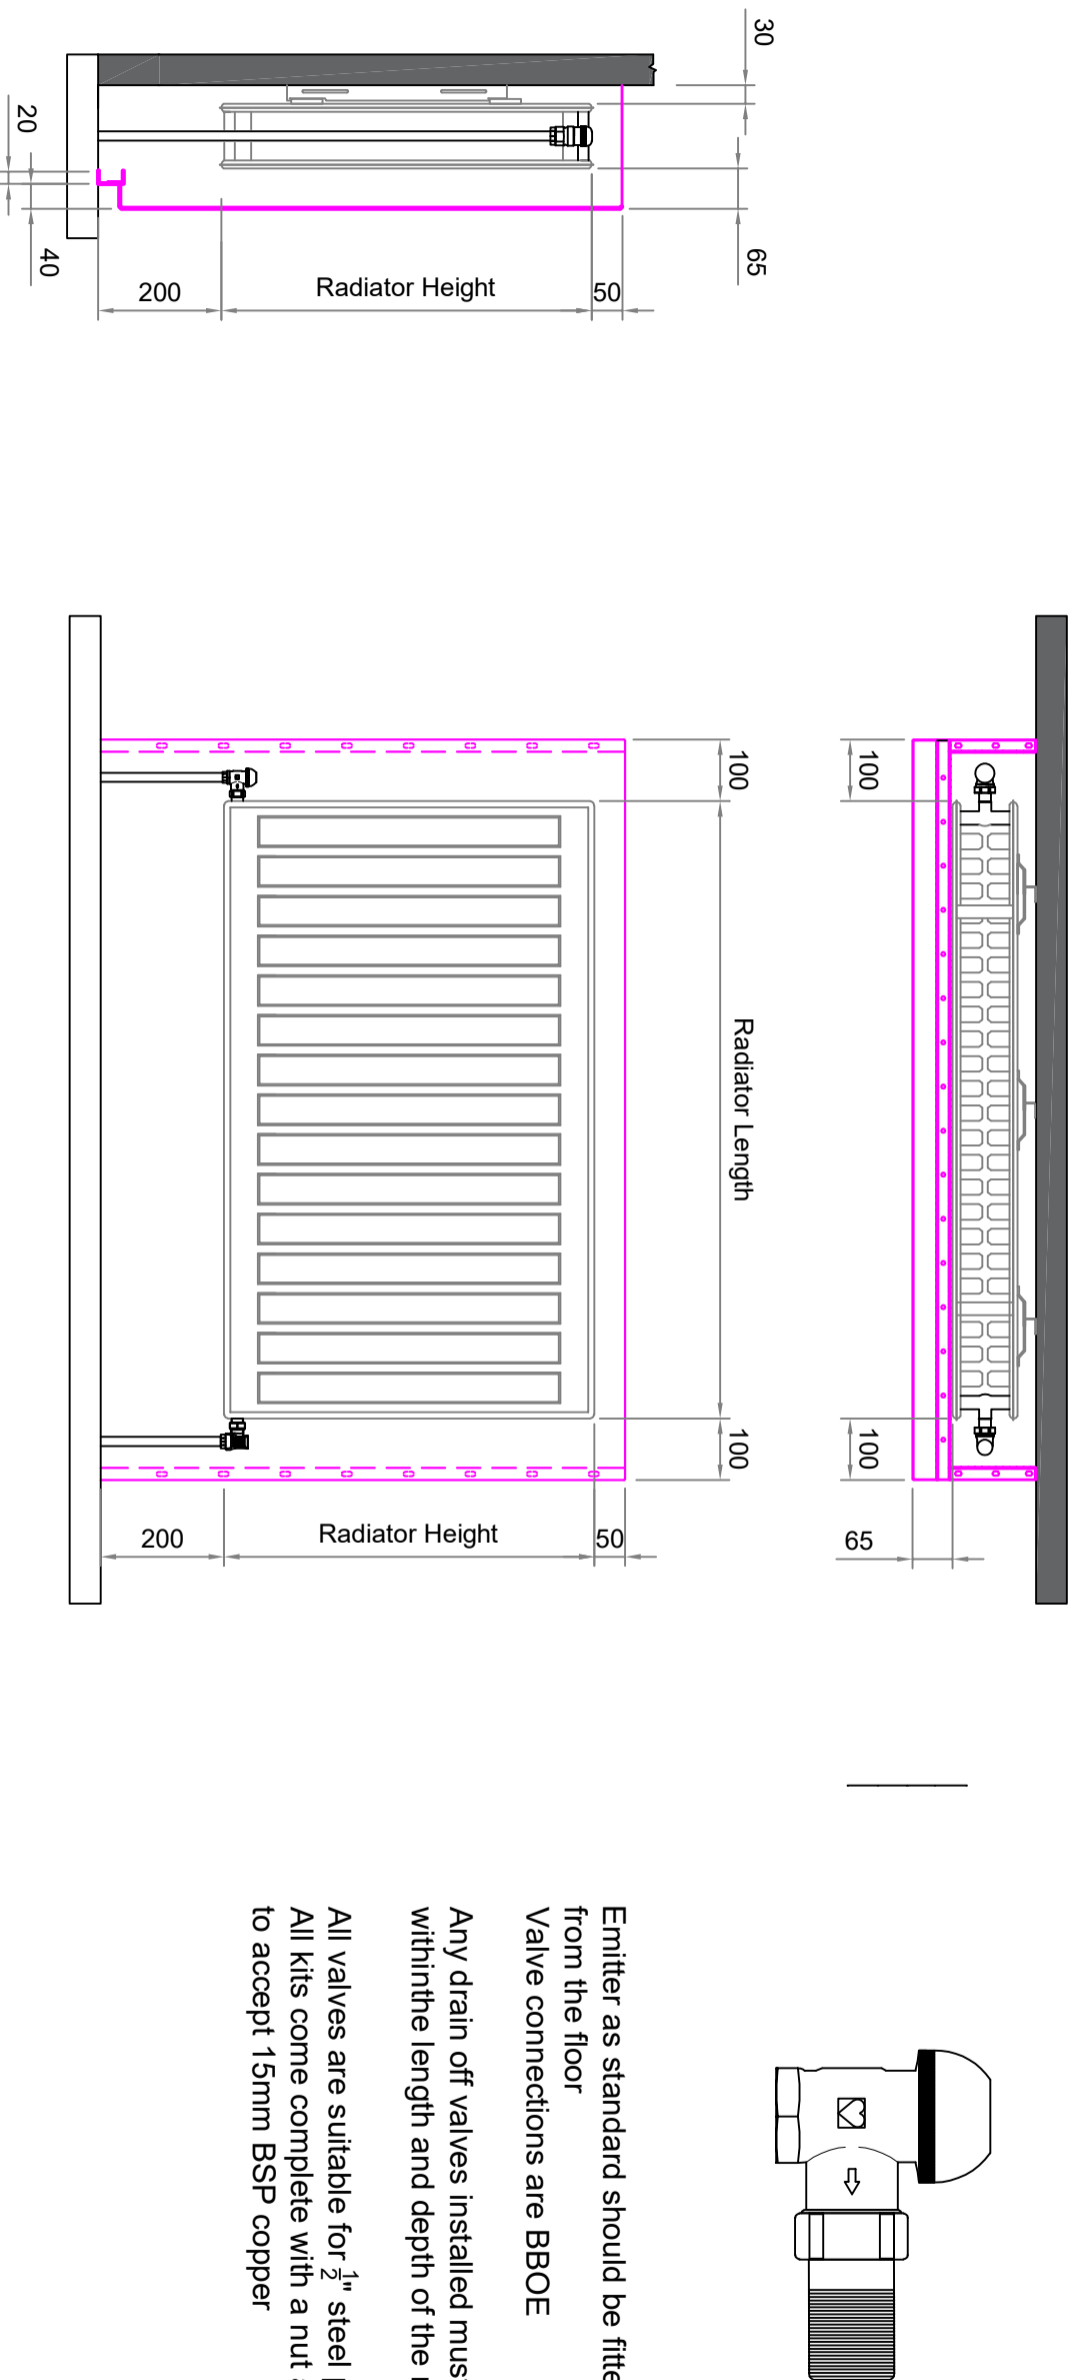 30
65
20
40
200
Radiator Height
50
100
100
Radiator Length
100
100
65
200
Radiator Height
50
Emitter as standard should be
from the floor
Valve connections are BBOE
Any drain off valves installed
withinthe length and depth of the
All valves are suitable for 1/2" steel
All kits come complete with a nut
to accept 15mm BSP copper